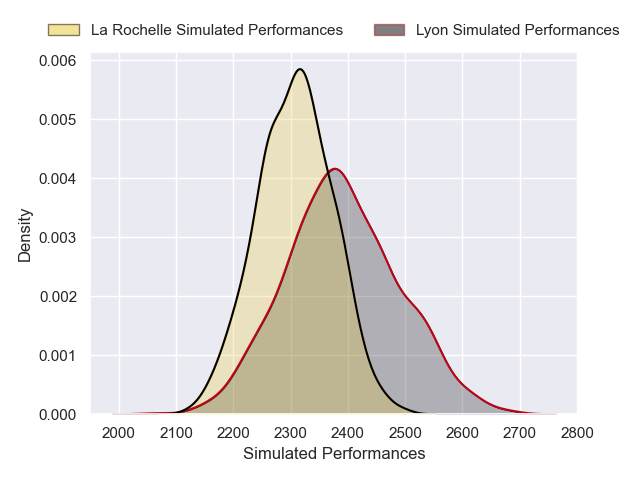 La Rochelle Simulated Performances
Lyon Simulated Performances
0.006
0.005
0.004
0.003
0.002
0.001
0.000
Density
2000 2100 2200 2300 2400 2500 2600 2700 2800
Simulated Performances